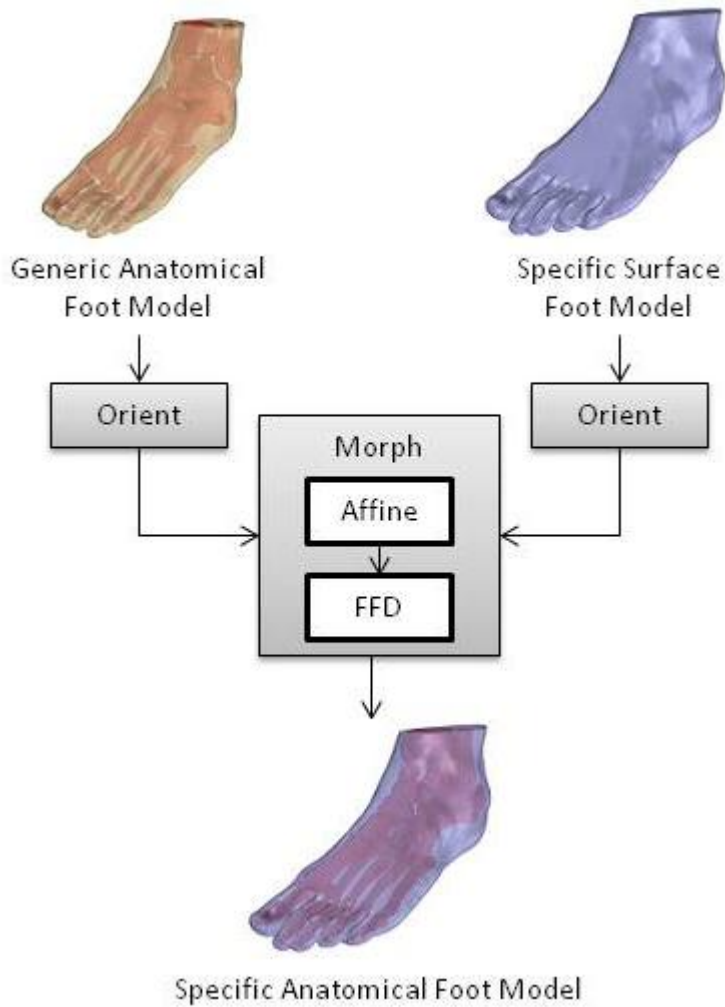 Generic Anatomical
Foot Model
Specific Surface
Foot Model
Orient
Orient
Morph
Affine
FFD
Specific Anatomical Foot Model